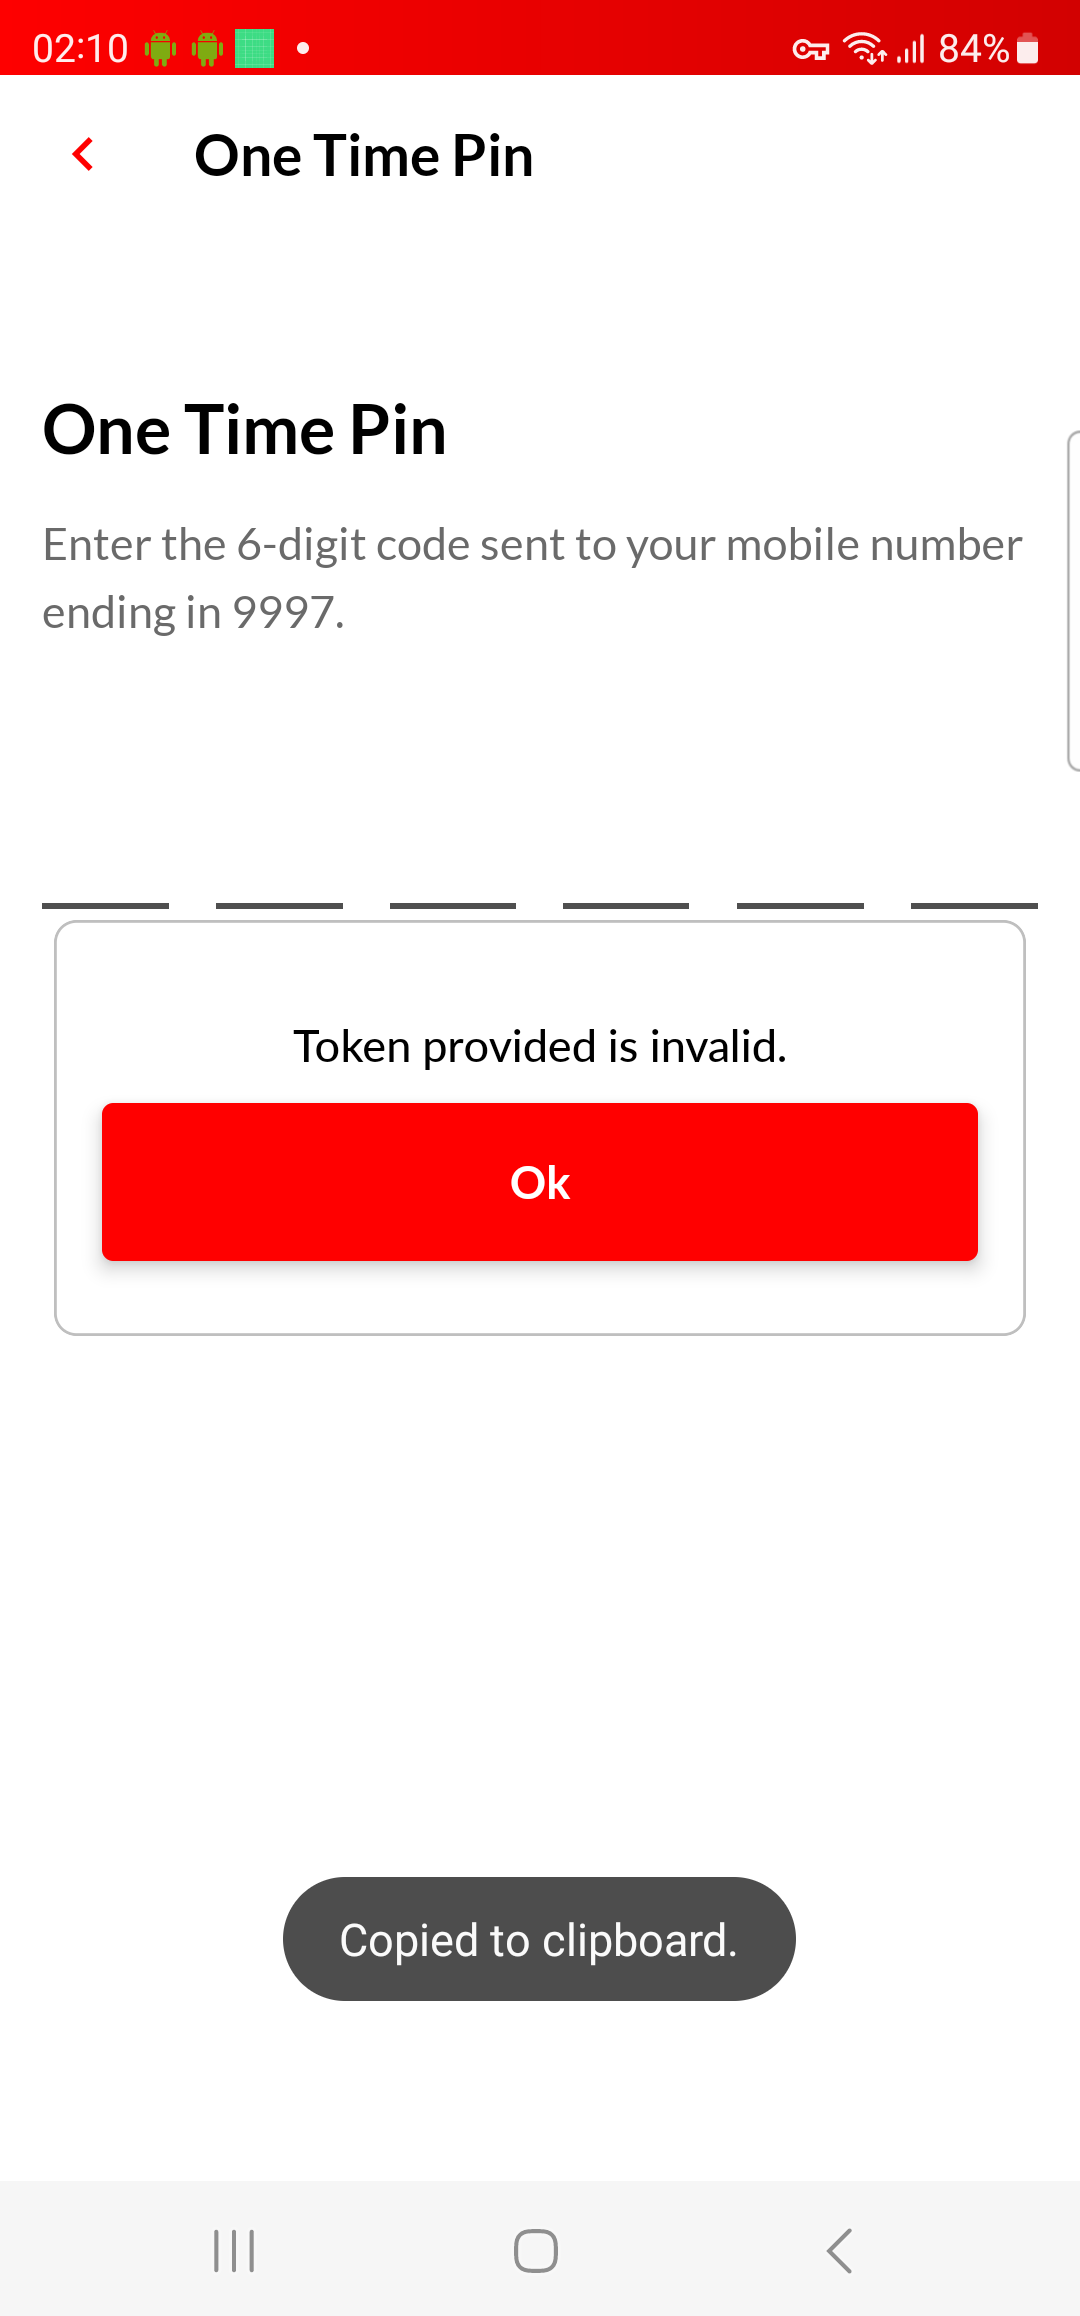 02:10
84%
One Time Pin
One Time Pin
Enter the 6-digit code sent to your mobile number
ending in 9997.
Token provided is invalid.
Ok
Copied to clipboard.